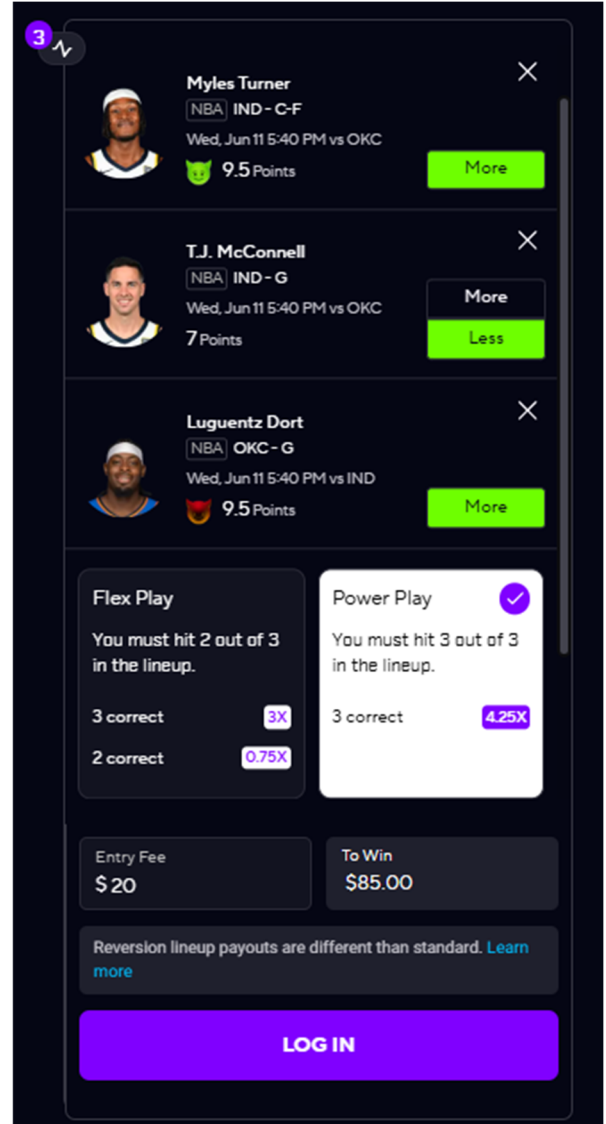 3
Myles Turner
NBA IND - C-F
Wed, Jun 11 5:40 PM vs OKC
9.5 Points
More
T.J. McConnell
NBA IND - G
Wed, Jun 11 5:40 PM vs OKC
7 Points
More
Less
Luguentz Dort
NBA OKC - G
Wed, Jun 11 5:40 PM vs IND
9.5 Points
More
Flex Play
You must hit 2 out of 3
in the lineup.
3 correct 3X
2 correct 0.75X
Power Play
You must hit 3 out of 3
in the lineup.
3 correct 4.25X
Entry Fee
$ 20
To Win
$85.00
Reversion lineup payouts are different than standard. Learn
more
LOG IN